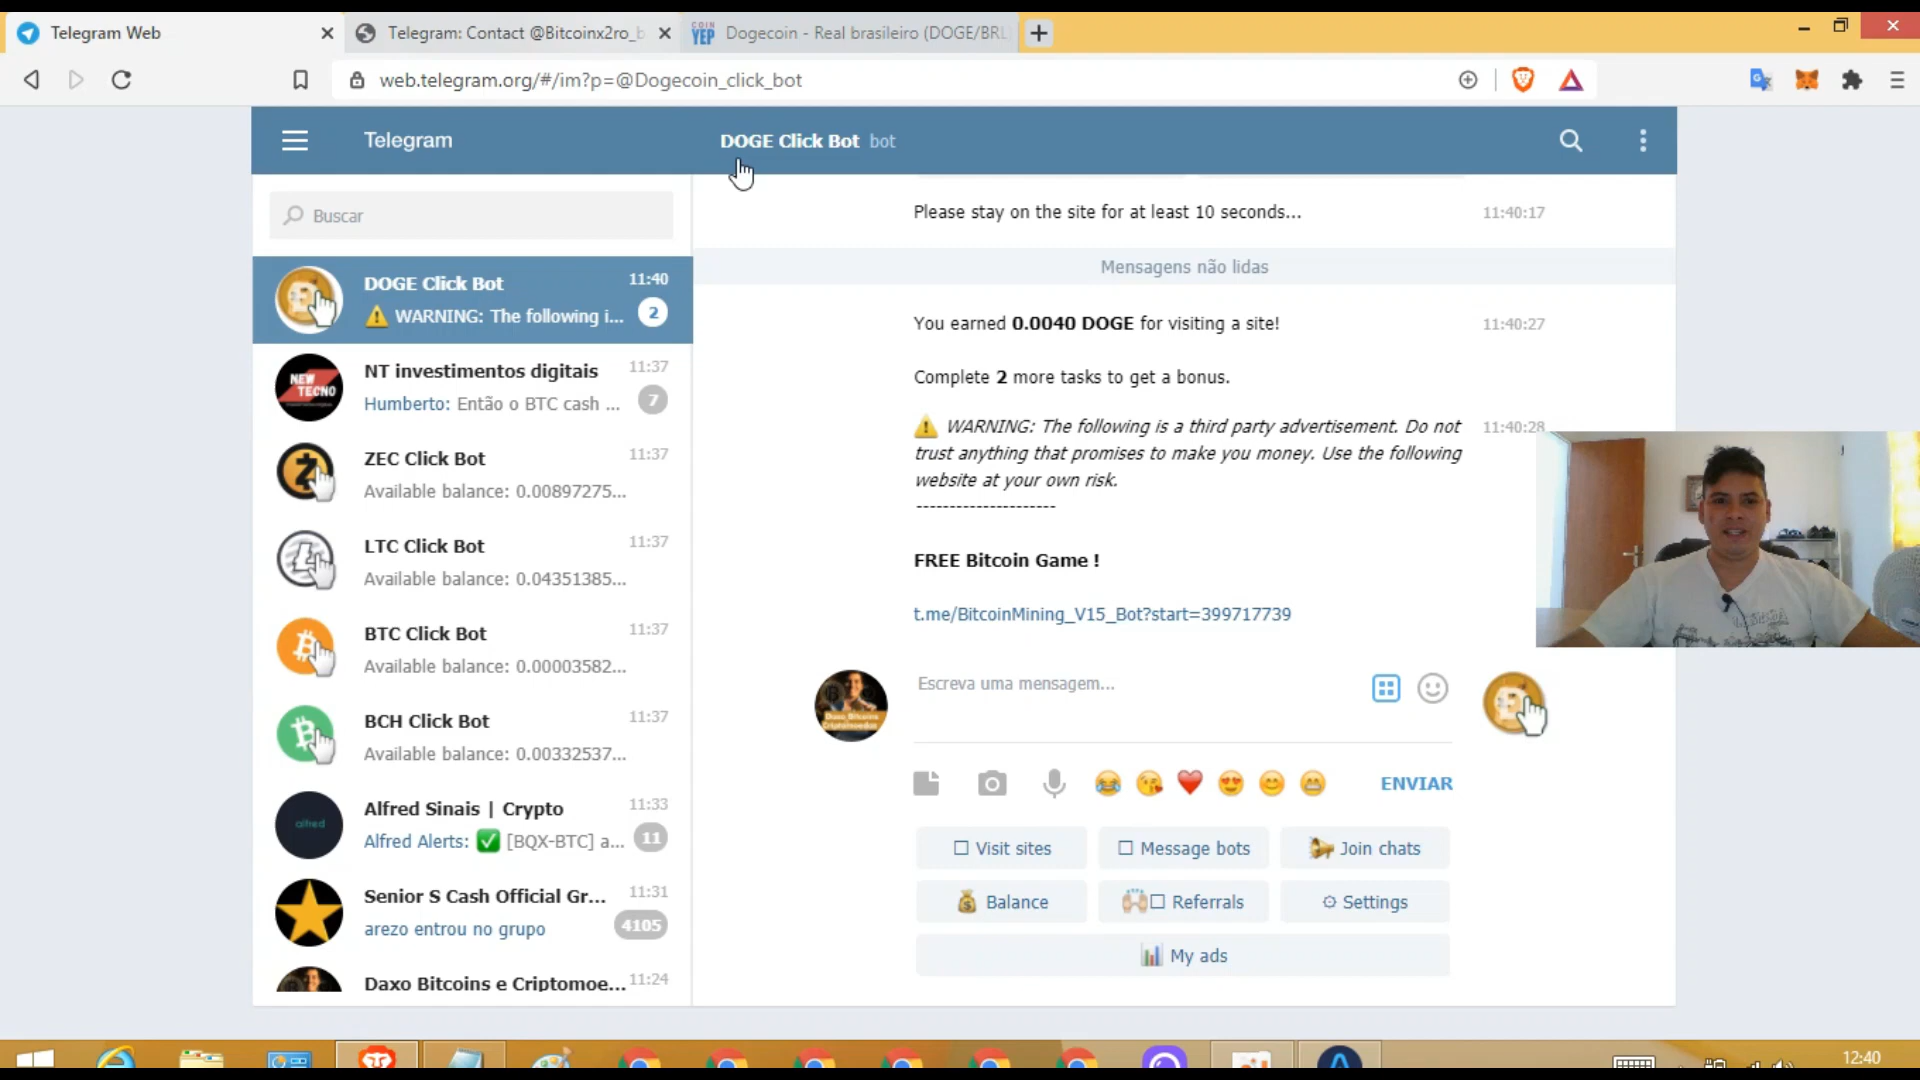 Telegram Web
Telegram: Contact @Bitcoinx2ro_b
COIN YEP
Dogecoin - Real brasileiro (DOGE/BRL
web.telegram.org/#/im?p=@Dogecoin_click_bot
Telegram
DOGE Click Bot bot
Buscar
DOGE Click Bot 11:40
WARNING: The following i... 2
NEW TECNO
NT investimentos digitais 11:37
Humberto: Então o BTC cash ... 7
ZEC Click Bot 11:37
Available balance: 0.00897275...
LTC Click Bot 11:37
Available balance: 0.04351385...
BTC Click Bot 11:37
Available balance: 0.00003582...
BCH Click Bot 11:37
Available balance: 0.00332537...
alfred
Alfred Sinais | Crypto 11:33
Alfred Alerts: ✅ [BQX-BTC] a... 11
Senior S Cash Official Gr... 11:31
arezo entrou no grupo 4105
Daxo Bitcoins e Criptomoe... 11:24
Please stay on the site for at least 10 seconds... 11:40:17
Mensagens não lidas
You earned 0.0040 DOGE for visiting a site! 11:40:27
Complete 2 more tasks to get a bonus.
⚠️ WARNING: The following is a third party advertisement. Do not 11:40:28
trust anything that promises to make you money. Use the following
website at your own risk.
---------------------
FREE Bitcoin Game !
t.me/BitcoinMining_V15_Bot?start=399717739
Escreva uma mensagem...
ENVIAR
Visit sites
Message bots
Join chats
Balance
Referrals
Settings
My ads
12:40